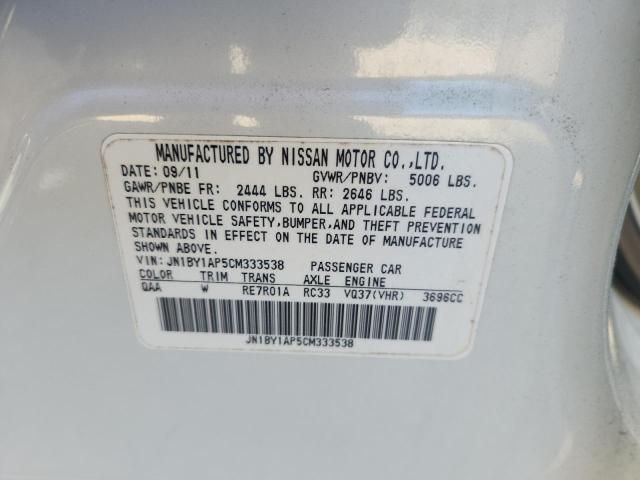 MANUFACTURED BY NISSAN MOTOR CO.,LTD.
DATE: 09/11 GVWR/PNBV: 5006 LBS.
GAWR/PNBE FR: 2444 LBS. RR: 2646 LBS.
THIS VEHICLE CONFORMS TO ALL APPLICABLE FEDERAL
MOTOR VEHICLE SAFETY, BUMPER, AND THEFT PREVENTION
STANDARDS IN EFFECT ON THE DATE OF MANUFACTURE
SHOWN ABOVE.
VIN: JN1BY1AP5CM333538 PASSENGER CAR
COLOR TRIM TRANS AXLE ENGINE
QAA W RE7R01A RC33 VQ37(VHR) 3696CC
JN1BY1AP5CM333538